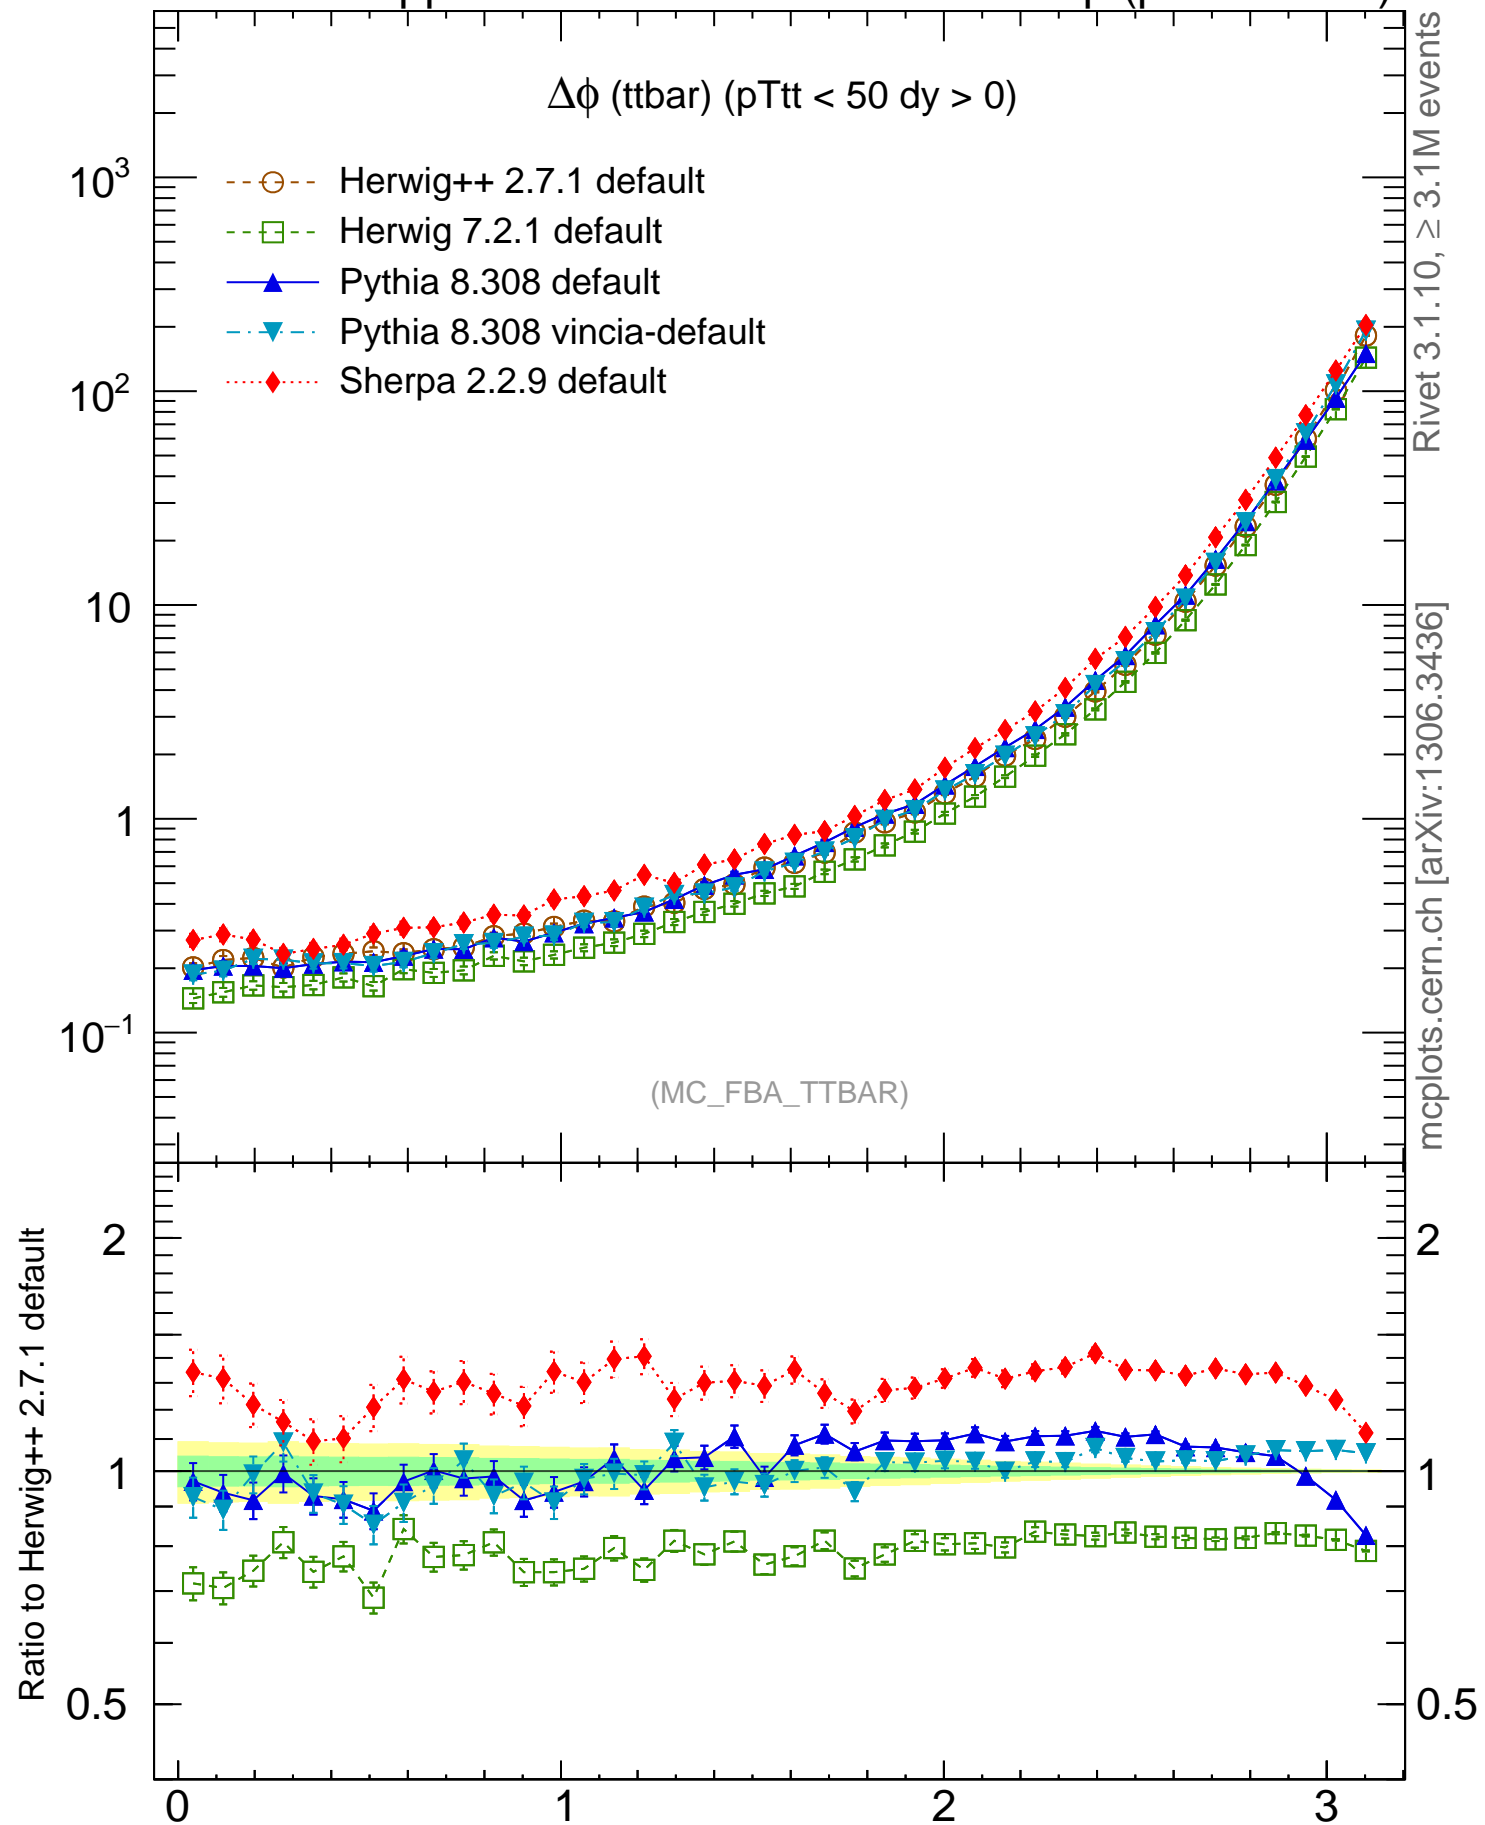 Δϕ (ttbar) (pTtt < 50 dy > 0)
Herwig++ 2.7.1 default
Herwig 7.2.1 default
Pythia 8.308 default
Pythia 8.308 vincia-default
Sherpa 2.2.9 default
10³
10²
10
1
10⁻¹
(MC_FBA_TTBAR)
Rivet 3.1.10, ≥ 3.1M events
mcplots.cern.ch [arXiv:1306.3436]
Ratio to Herwig++ 2.7.1 default
2
1
0.5
2
1
0.5
0 1 2 3